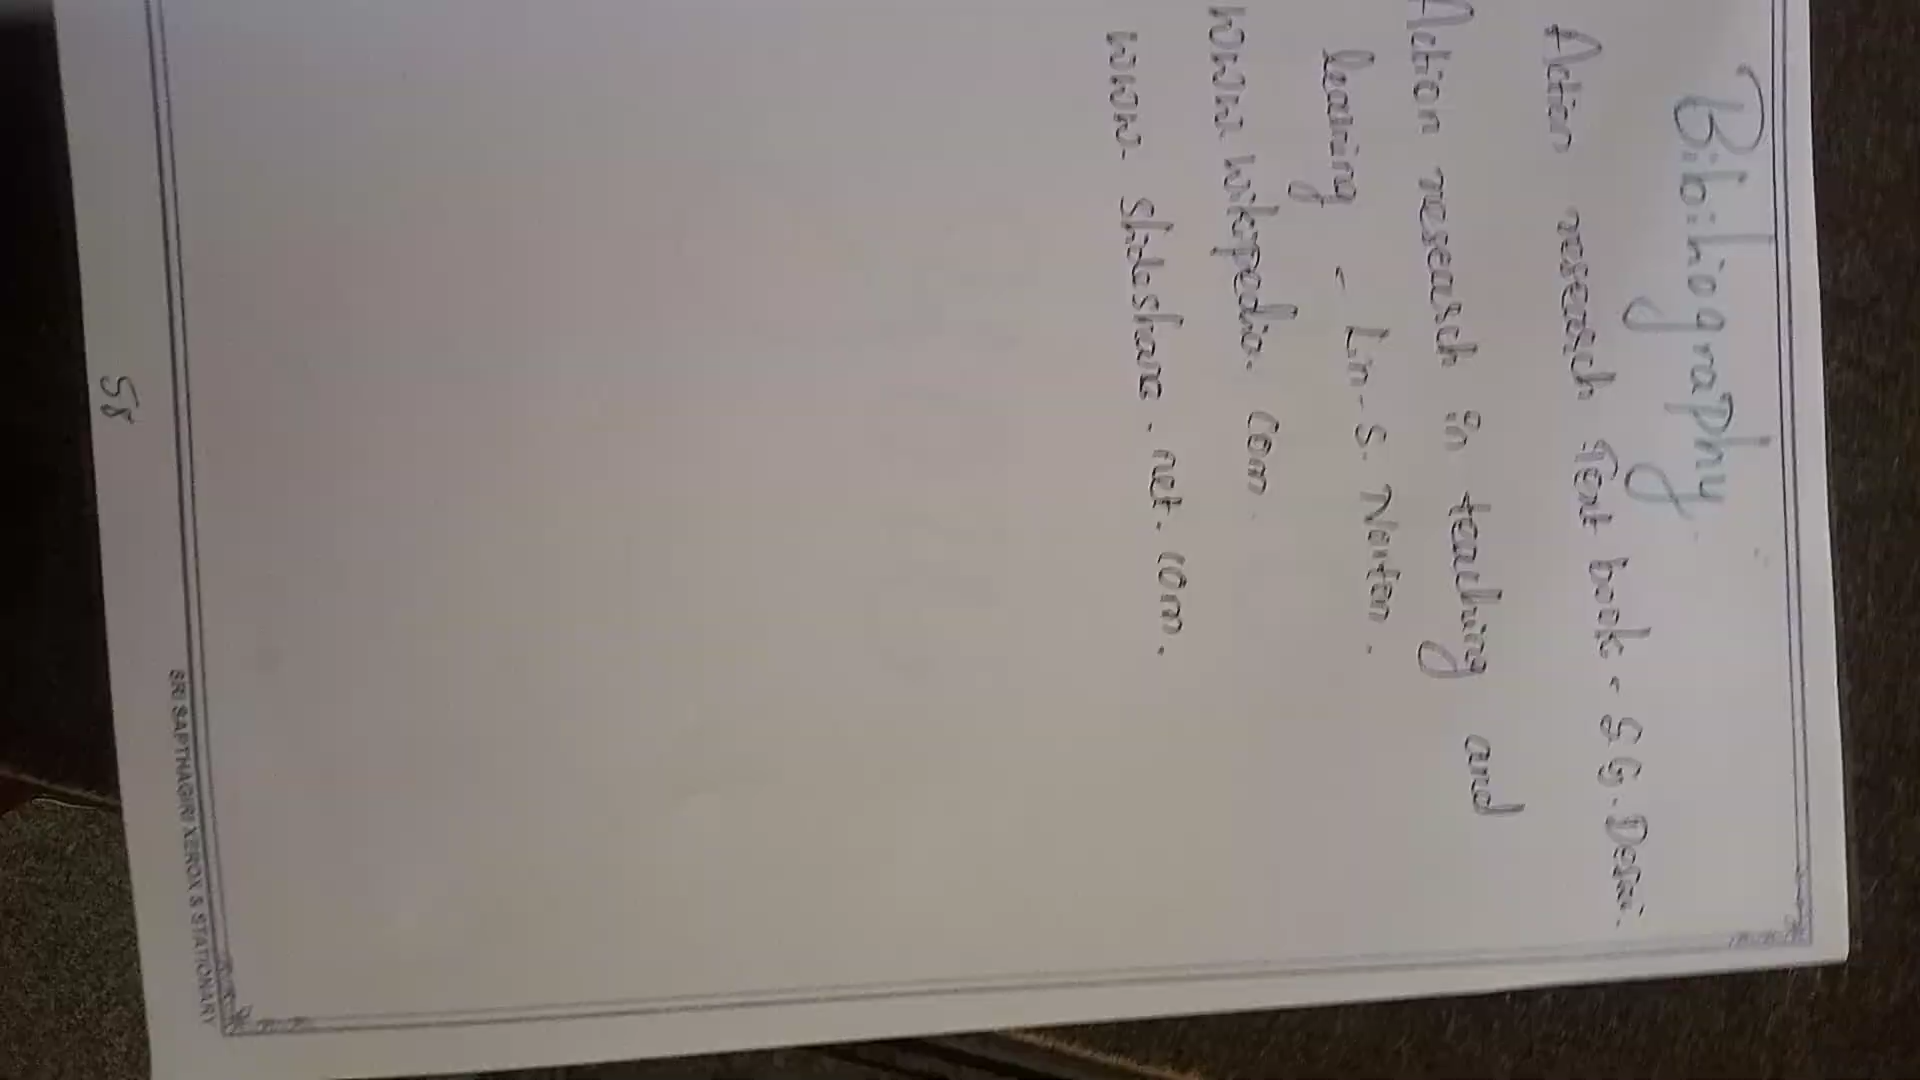 Bibiliography.
Action research Text book - S G. Desai.
Action research in teaching and
learning - Lin - S. Norton.
www wikipedia. com.
www. slideshare. net. com.
58
SRI SAPTHAGIRI XEROX & STATIONARY